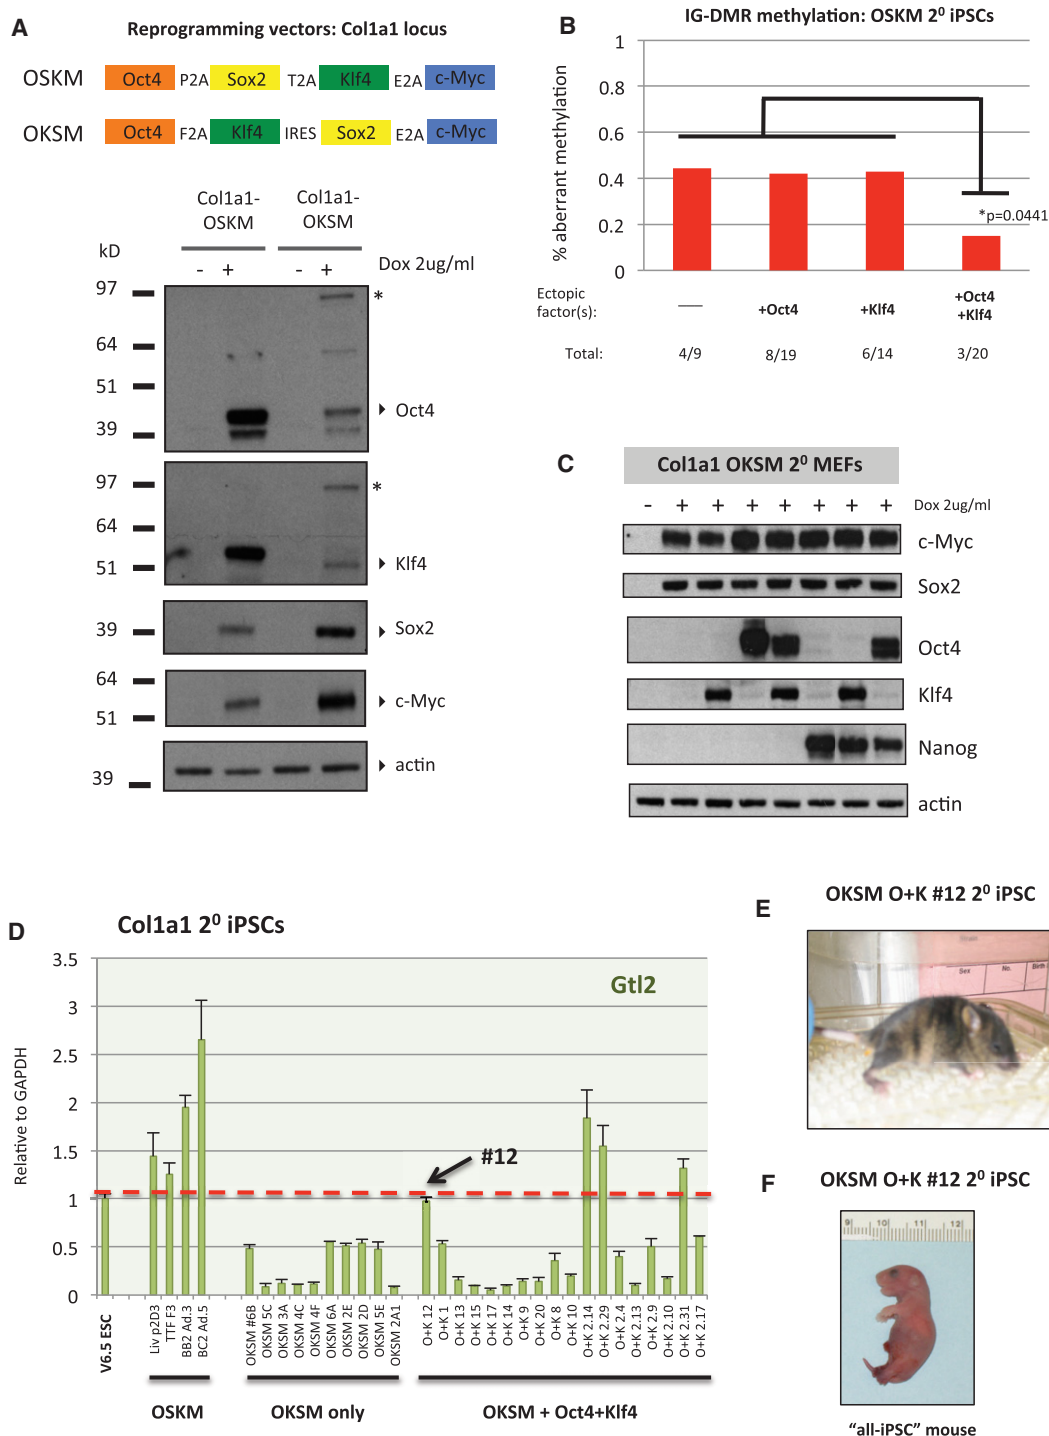 A
Reprogramming vectors: Col1a1 locus
OSKM Oct4 P2A Sox2 T2A Klf4 E2A c-Myc
OKSM Oct4 F2A Klf4 IRES Sox2 E2A c-Myc
Col1a1-
OSKM
Col1a1-
OKSM
kD
- + - + Dox 2ug/ml
97 *
64
51
Oct4
39
97 *
64
51 Klf4
39 Sox2
64
c-Myc
51
actin
39
B
IG-DMR methylation: OSKM 2⁰ iPSCs
% aberrant methylation
1
0.8
0.6
0.4
0.2
0
*p=0.0441
Ectopic
factor(s):
—
+Oct4
+Klf4
+Oct4
+Klf4
Total: 4/9 8/19 6/14 3/20
C
Col1a1 OKSM 2⁰ MEFs
- + + + + + + + Dox 2ug/ml
c-Myc
Sox2
Oct4
Klf4
Nanog
actin
D
Col1a1 2⁰ iPSCs
Gtl2
Relative to GAPDH
3.5
3
2.5
2
1.5
1
0.5
0
#12
V6.5 ESC
Liv p2D3
TTF F3
BB2 Ad.3
BC2 Ad.5
OKSM #6B
OKSM 5C
OKSM 3A
OKSM 4C
OKSM 4F
OKSM 6A
OKSM 2E
OKSM 2D
OKSM 5E
OKSM 2A1
O+K 12
O+K 1
O+K 13
O+K 15
O+K 17
O+K 14
O+K 9
O+K 20
O+K 8
O+K 10
O+K 2.14
O+K 2.29
O+K 2.4
O+K 2.13
O+K 2.9
O+K 2.10
O+K 2.31
O+K 2.17
OSKM
OKSM only
OKSM + Oct4+Klf4
E
OKSM O+K #12 2⁰ iPSC
Sex
No.
Birth
F
OKSM O+K #12 2⁰ iPSC
9 10 11 12
“all-iPSC” mouse